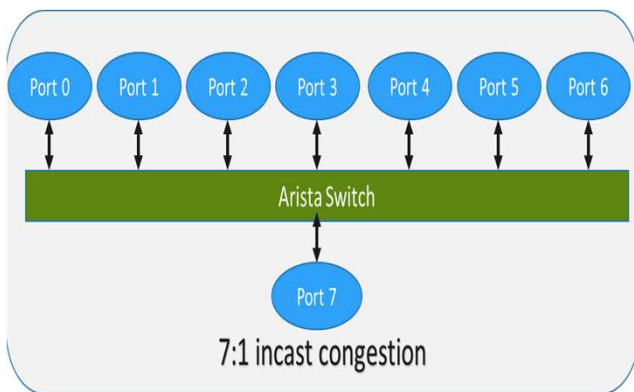 Port 0 Port 1 Port 2 Port 3 Port 4 Port 5 Port 6
Arista Switch
Port 7
7:1 incast congestion